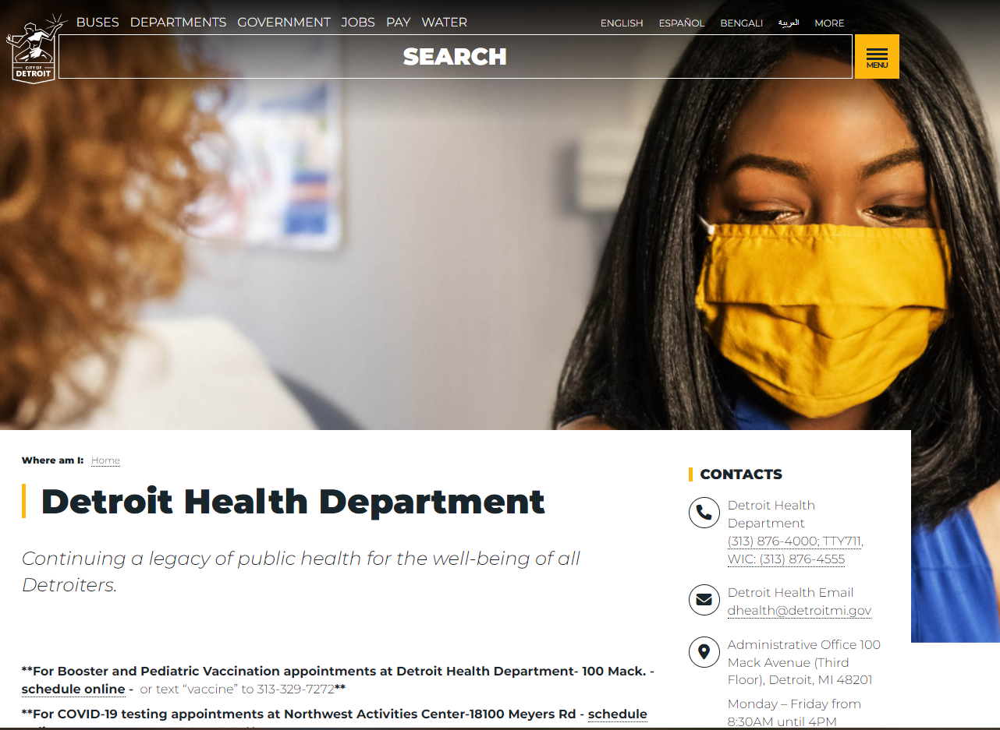 BUSES DEPARTMENTS GOVERNMENT JOBS PAY WATER
ENGLISH ESPAÑOL BENGALI العربية MORE
CITY OF
DETROIT
SEARCH
MENU
Where am I: Home
Detroit Health Department
Continuing a legacy of public health for the well-being of all
Detroiters.
**For Booster and Pediatric Vaccination appointments at Detroit Health Department- 100 Mack. -
schedule online - or text “vaccine” to 313-329-7272**
**For COVID-19 testing appointments at Northwest Activities Center-18100 Meyers Rd - schedule
CONTACTS
Detroit Health
Department
(313) 876-4000; TTY711,
WIC: (313) 876-4555
Detroit Health Email
dhealth@detroitmi.gov
Administrative Office 100
Mack Avenue (Third
Floor), Detroit, MI 48201
Monday – Friday from
8:30AM until 4PM